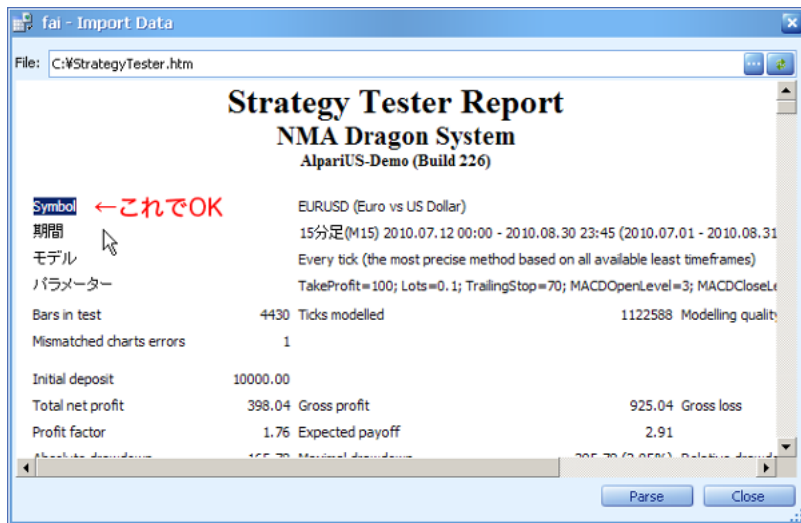 fai - Import Data
File: C:¥StrategyTester.htm
Strategy Tester Report
NMA Dragon System
AlpariUS-Demo (Build 226)
Symbol ←これでOK EURUSD (Euro vs US Dollar)
期間 15分足(M15) 2010.07.12 00:00 - 2010.08.30 23:45 (2010.07.01 - 2010.08.31
モデル Every tick (the most precise method based on all available least timeframes)
パラメーター TakeProfit=100; Lots=0.1; TrailingStop=70; MACDOpenLevel=3; MACDCloseLe
Bars in test 4430 Ticks modelled 1122588 Modelling quality
Mismatched charts errors 1
Initial deposit 10000.00
Total net profit 398.04 Gross profit 925.04 Gross loss
Profit factor 1.76 Expected payoff 2.91
Absolute drawdown 165.78 Maximal drawdown
Parse Close